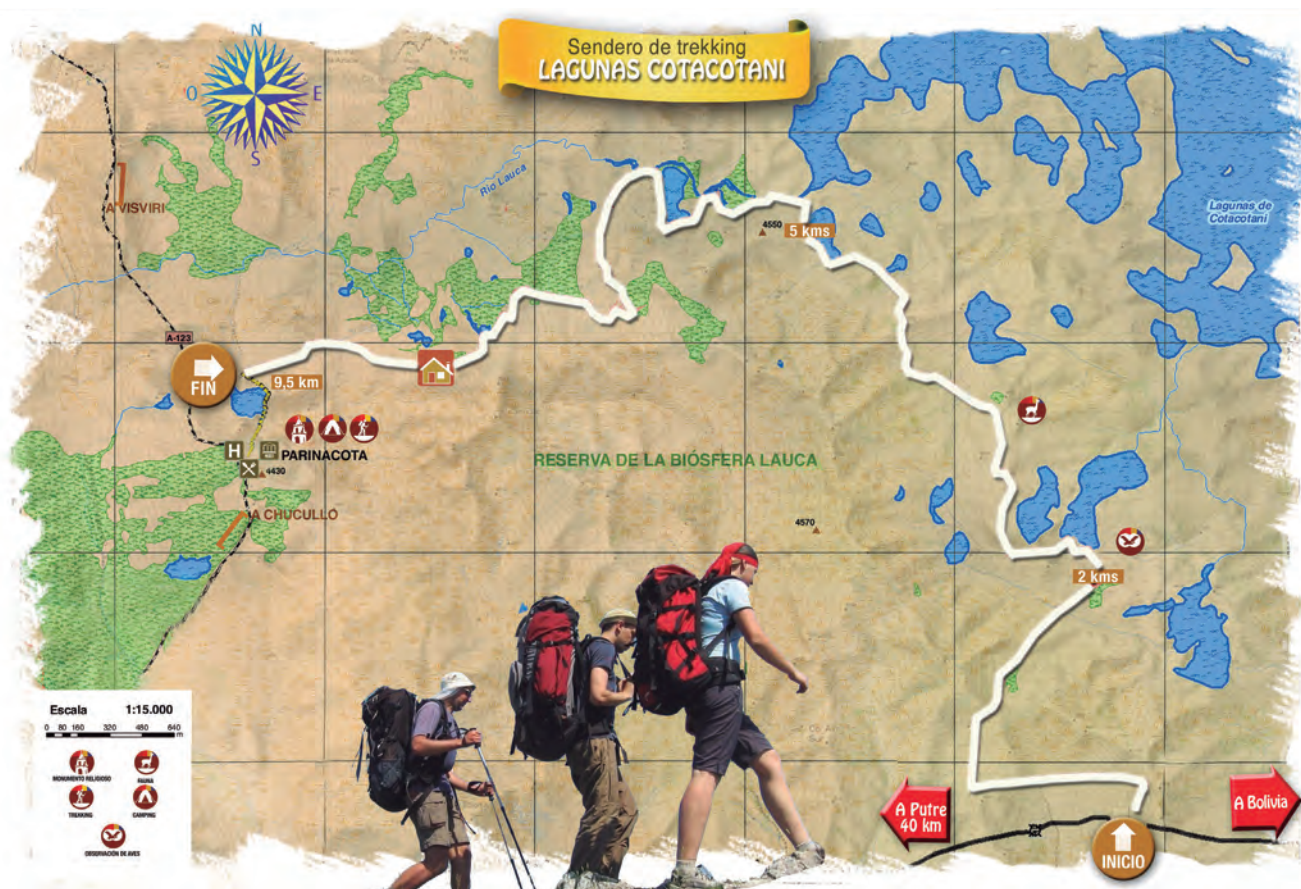 Sendero de trekking
LAGUNAS COTACOTANI
N
O
E
S
Río Lauca
A VISVIRI
4550
5 kms
Lagunas de
Cotacotani
A-123
FIN
9,5 km
H
PARINACOTA
4430
RESERVA DE LA BIÓSFERA LAUCA
A CHUCULLO
4570
2 kms
Escala 1:15.000
0 80 160 320 480 640
m
MONUMENTO RELIGIOSO
FAUNA
TREKKING
CAMPING
OBSERVACIÓN DE AVES
A Putre
40 km
A Bolivia
INICIO